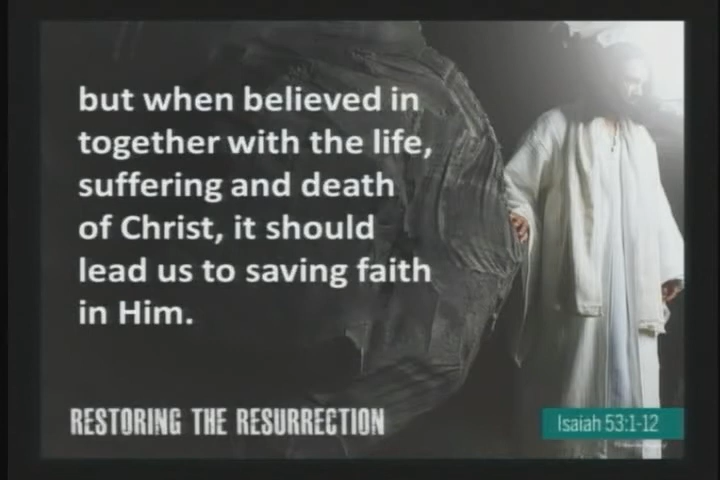 but when believed in
together with the life,
suffering and death
of Christ, it should
lead us to saving faith
in Him.
RESTORING THE RESURRECTION
Isaiah 53:1-12